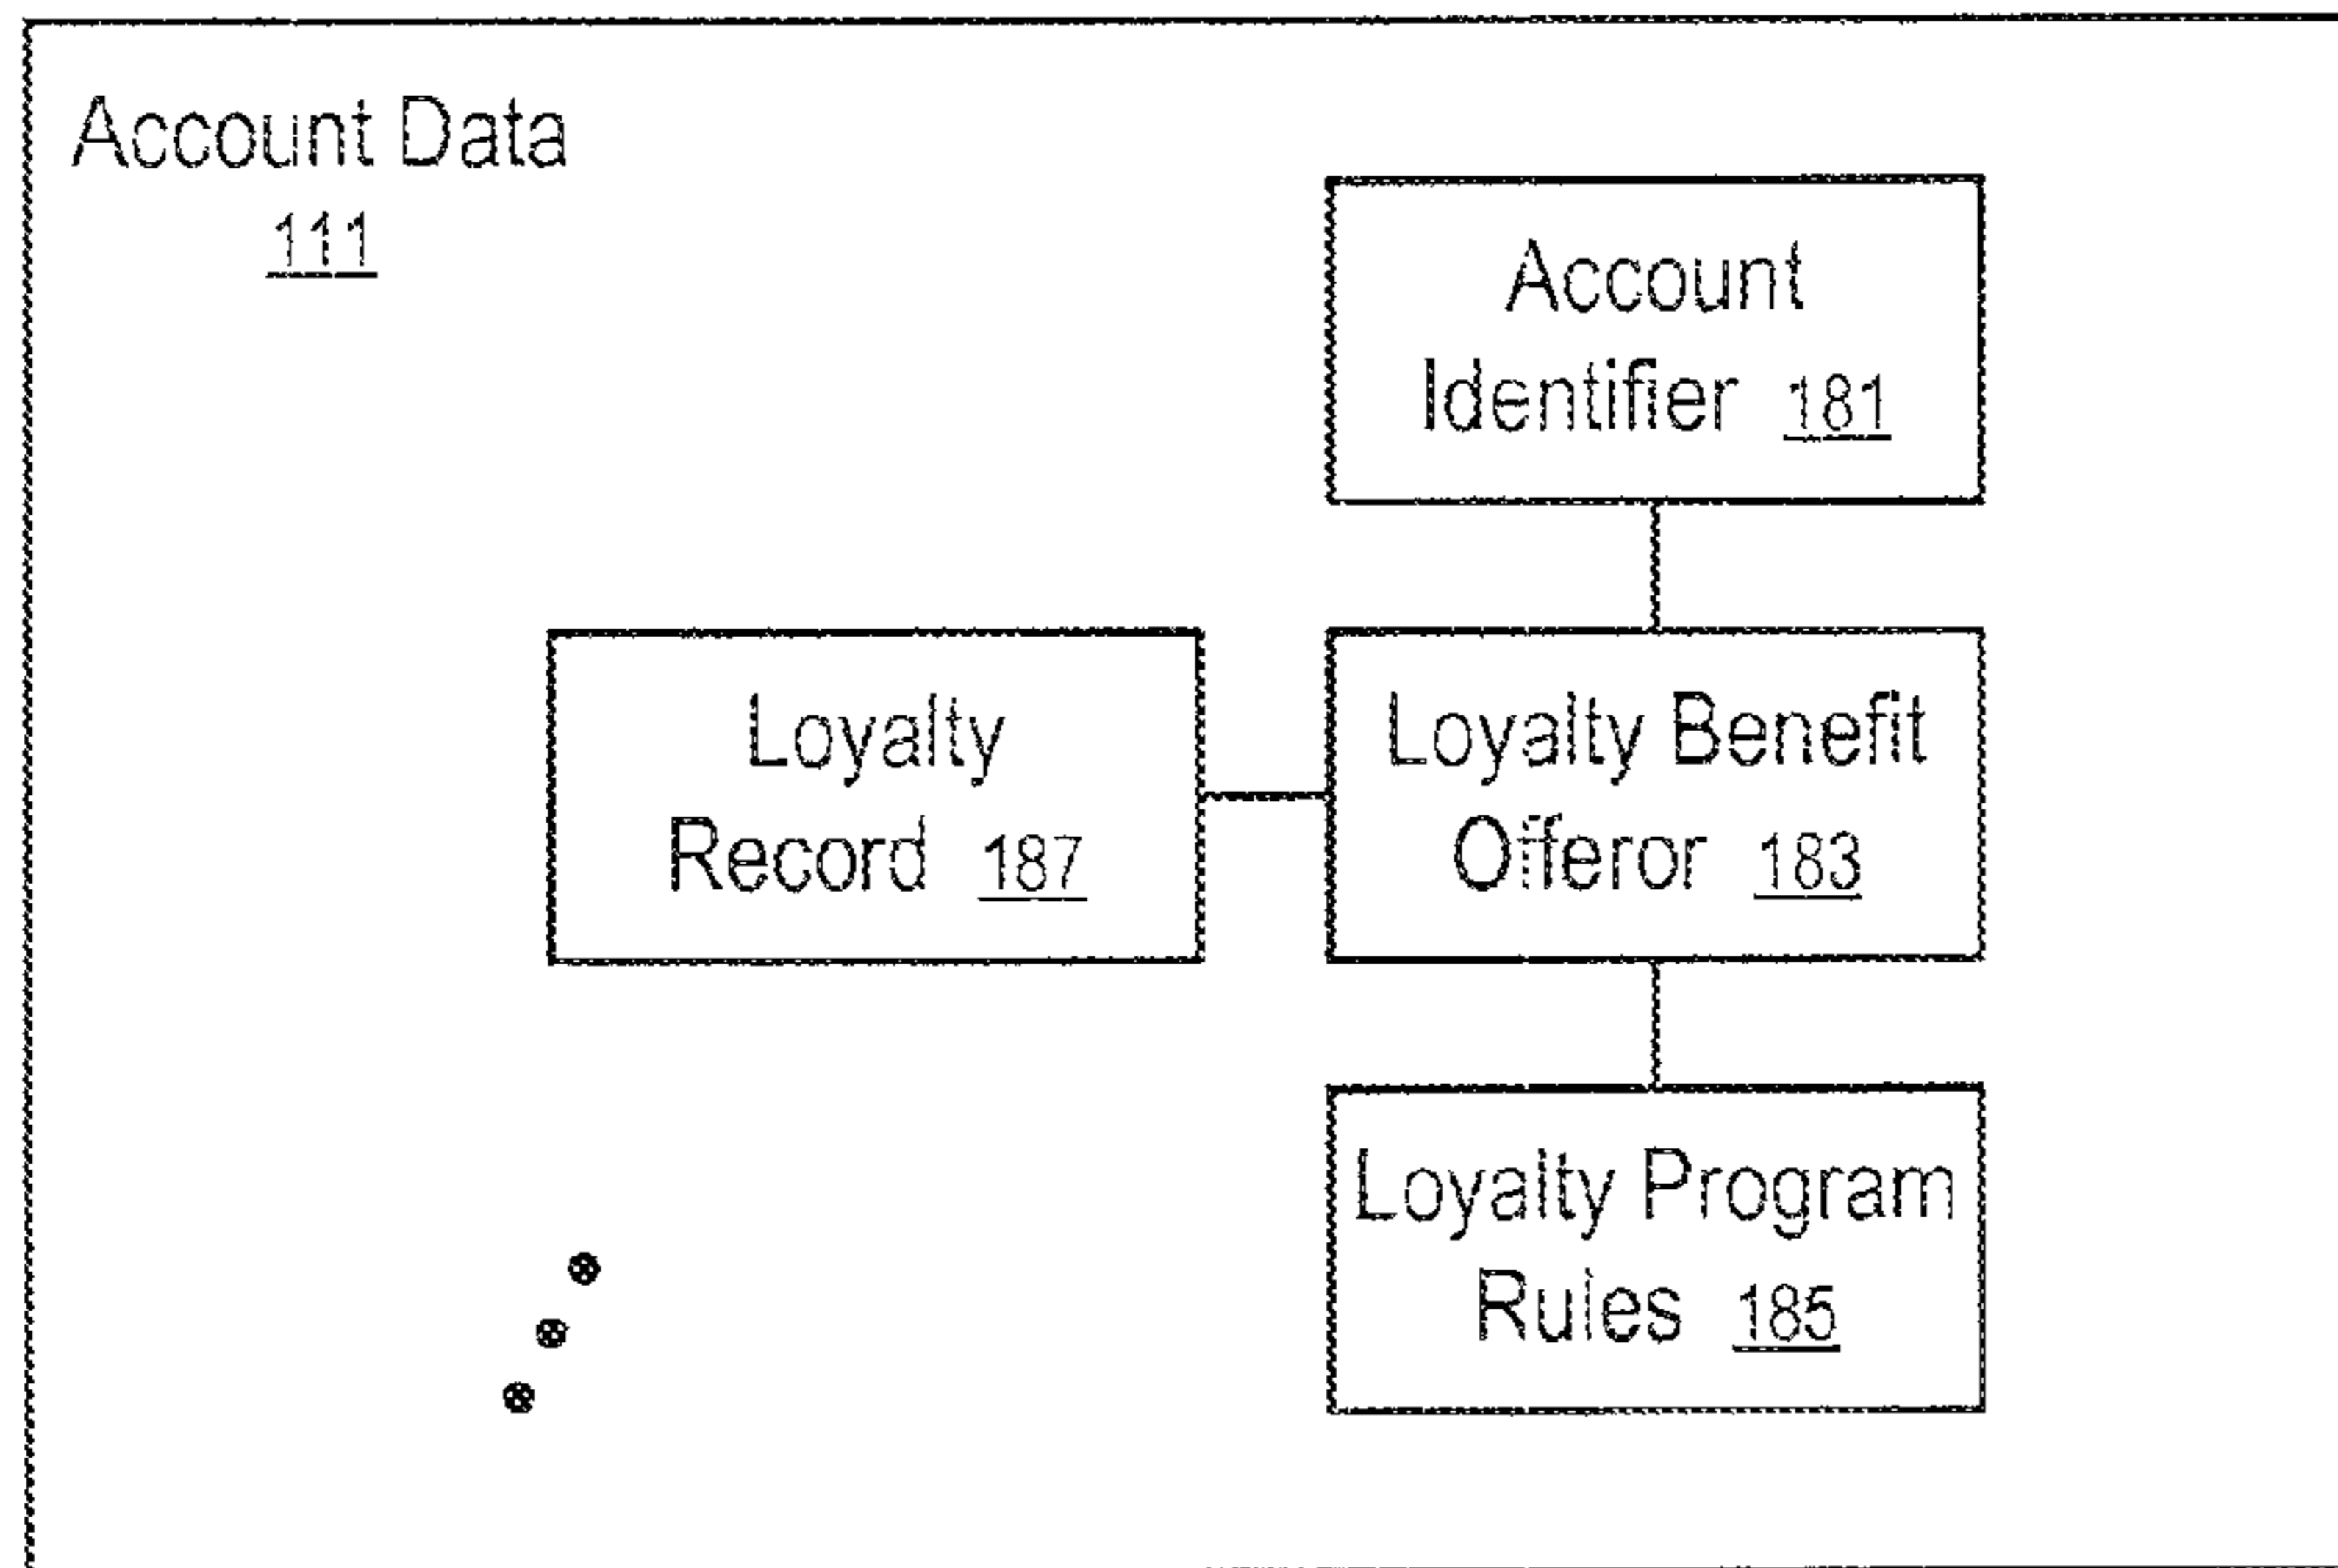 Account Data
111
Account
Identifier 181
Loyalty
Record 187
Loyalty Benefit
Offeror 183
Loyalty Program
Rules 185